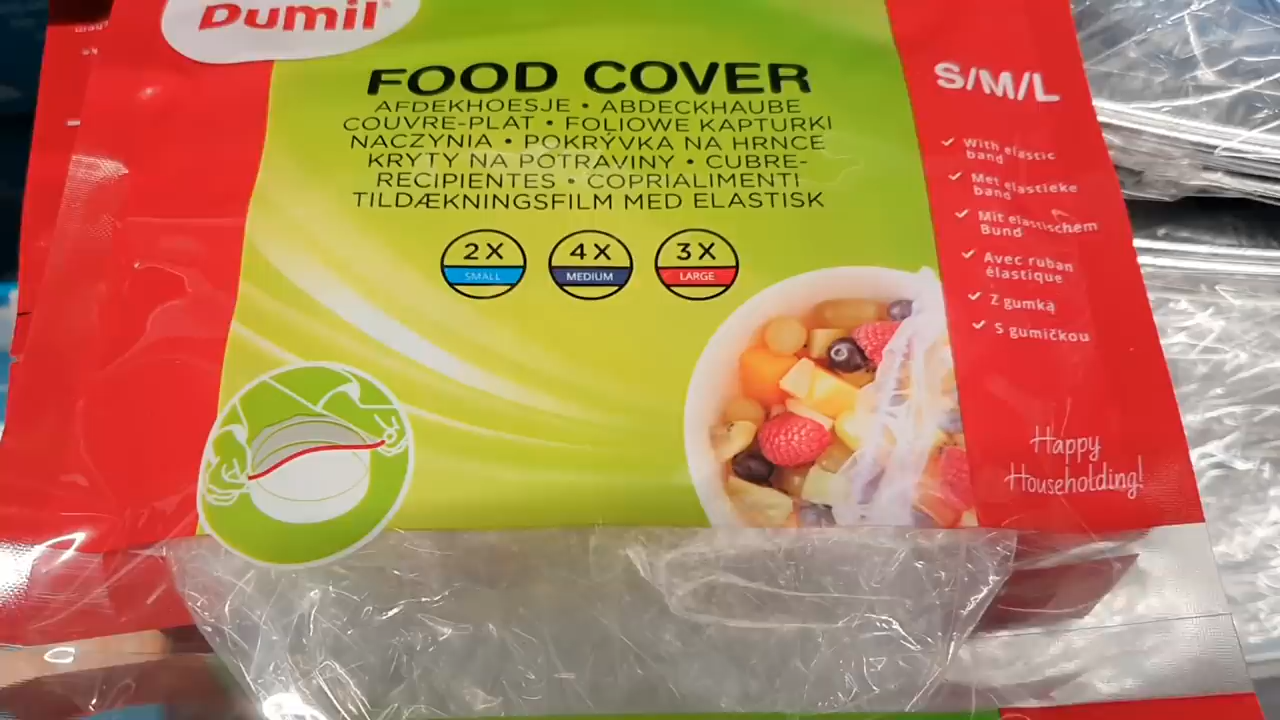 Dumil
FOOD COVER
AFDEKHOESJE • ABDECKHAUBE
COUVRE-PLAT • FOLIOWE KAPTURKI
NACZYNIA • POKRÝVKA NA HRNCE
KRYTY NA POTRAVINY • CUBRE-
RECIPIENTES • COPRIALIMENTI
TILDÆKNINGSFILM MED ELASTISK
2X
SMALL
4X
MEDIUM
3X
LARGE
S/M/L
With elastic
band
Met elastieke
band
Mit elastischem
Bund
Avec ruban
élastique
Z gumką
S gumičkou
Happy
Householding!